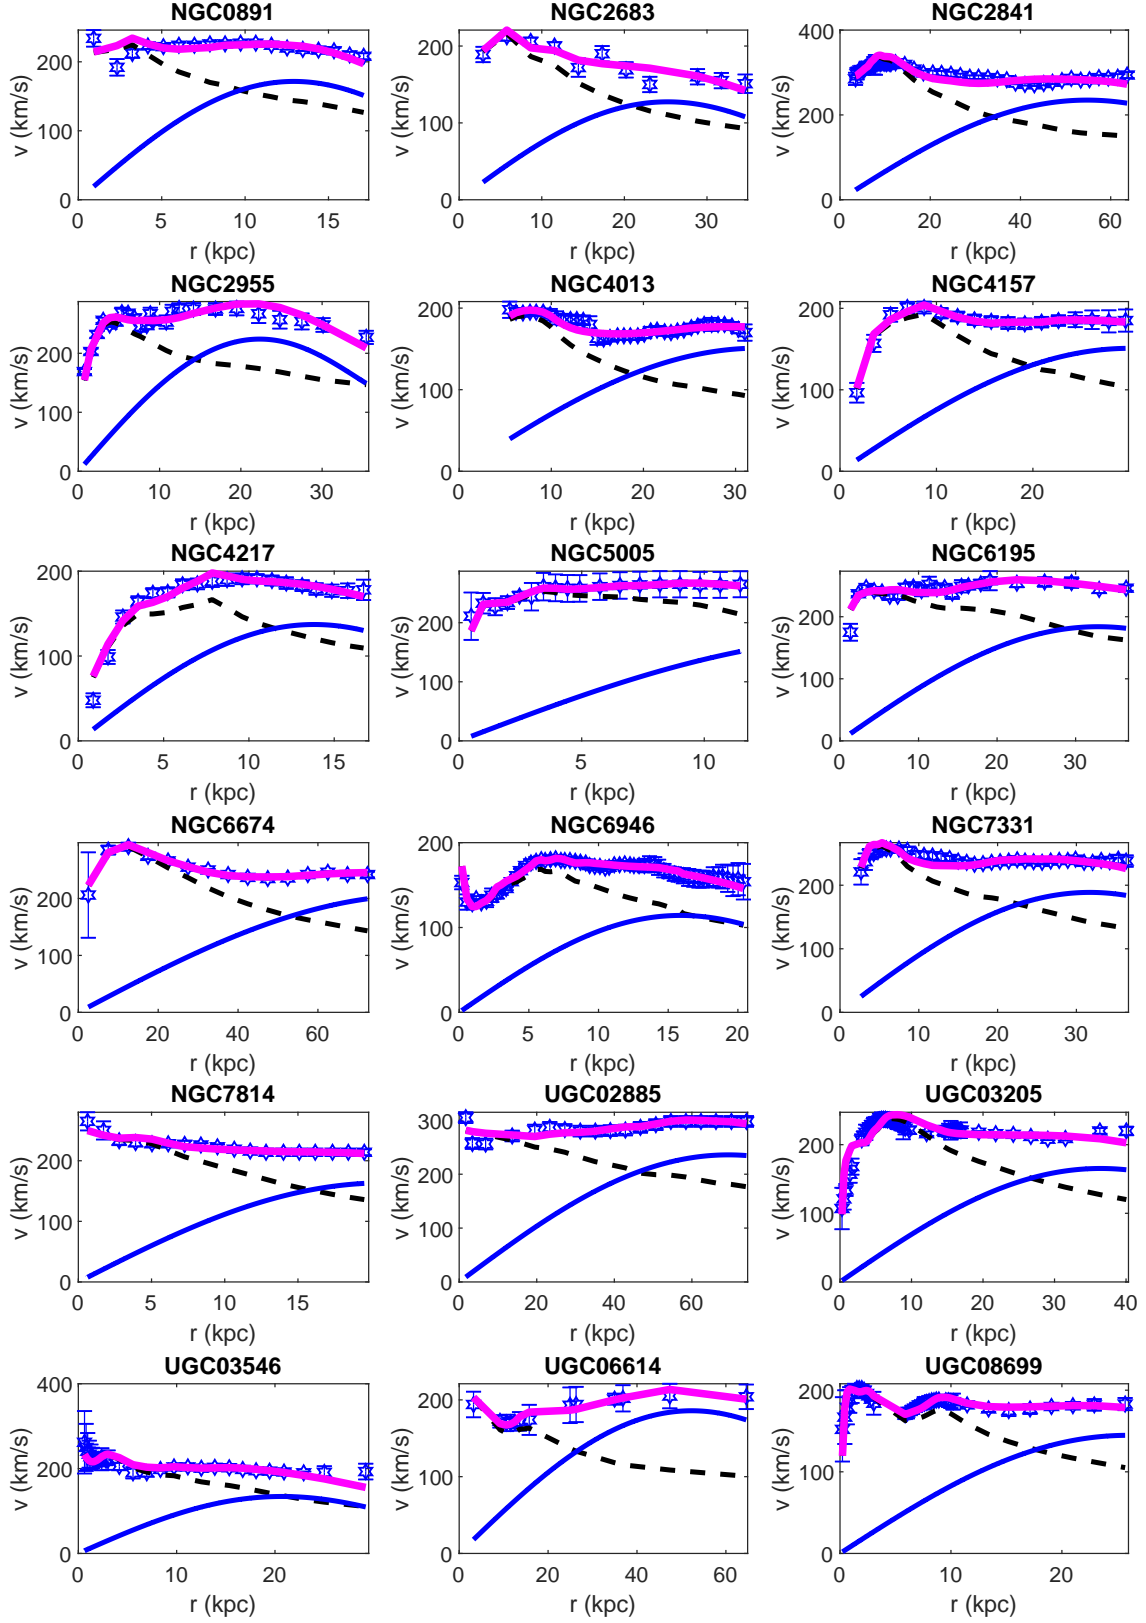 NGC0891 NGC2683 NGC2841
v (km/s) 0 100 200 v (km/s) 0 100 200 v (km/s) 0 200 400
0 5 10 15 0 10 20 30 0 20 40 60
r (kpc) r (kpc) r (kpc)
NGC2955 NGC4013 NGC4157
v (km/s) 0 100 200 v (km/s) 0 100 200 v (km/s) 0 100 200
0 10 20 30 0 10 20 30 0 10 20
r (kpc) r (kpc) r (kpc)
NGC4217 NGC5005 NGC6195
v (km/s) 0 100 200 v (km/s) 0 100 200 v (km/s) 0 100 200
0 5 10 15 0 5 10 0 10 20 30
r (kpc) r (kpc) r (kpc)
NGC6674 NGC6946 NGC7331
v (km/s) 0 100 200 v (km/s) 0 100 200 v (km/s) 0 100 200
0 20 40 60 0 5 10 15 20 0 10 20 30
r (kpc) r (kpc) r (kpc)
NGC7814 UGC02885 UGC03205
v (km/s) 0 100 200 v (km/s) 0 100 200 300 v (km/s) 0 100 200
0 5 10 15 0 20 40 60 0 10 20 30 40
r (kpc) r (kpc) r (kpc)
UGC03546 UGC06614 UGC08699
v (km/s) 0 200 400 v (km/s) 0 100 200 v (km/s) 0 100 200
0 10 20 0 20 40 60 0 10 20
r (kpc) r (kpc) r (kpc)